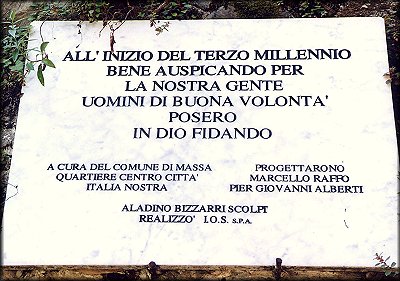 ALL' INIZIO DEL TERZO MILLENNIO
BENE AUSPICANDO PER
LA NOSTRA GENTE
UOMINI DI BUONA VOLONTA'
POSERO
IN DIO FIDANDO
A CURA DEL COMUNE DI MASSA
QUARTIERE CENTRO CITTA'
ITALIA NOSTRA
PROGETTARONO
MARCELLO RAFFO
PIER GIOVANNI ALBERTI
ALADINO BIZZARRI SCOLPI'
REALIZZO' I.O.S. S.P.A.